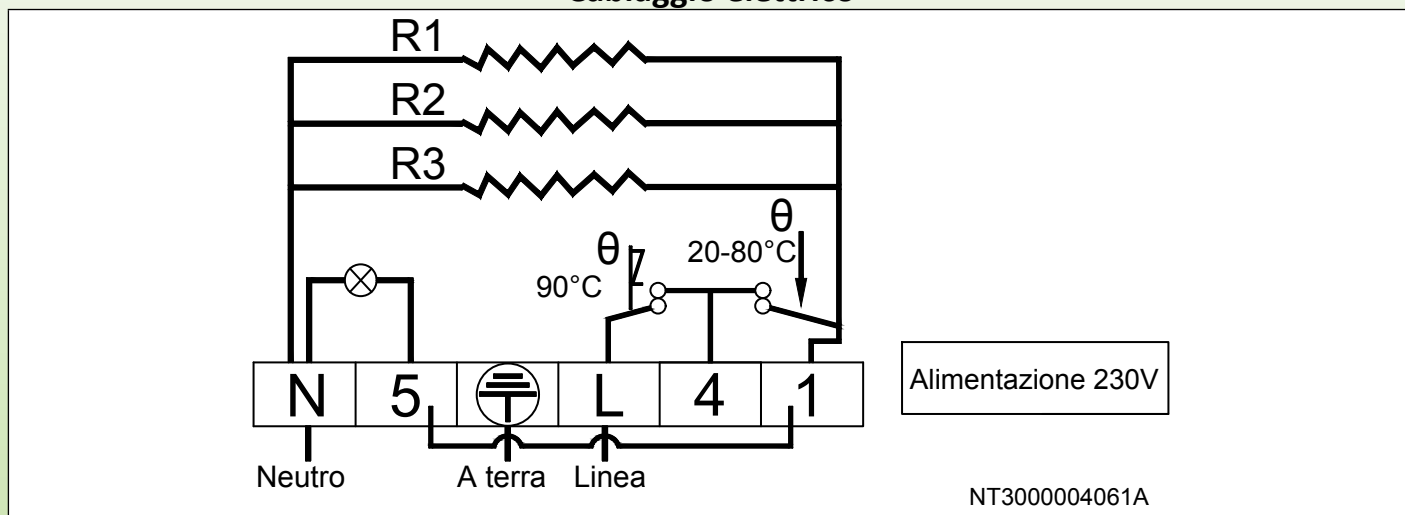 R1
R2
R3
θ
θ
20-80°C
90°C
N 5 L 4 1
Alimentazione 230V
Neutro A terra Linea
NT3000004061A